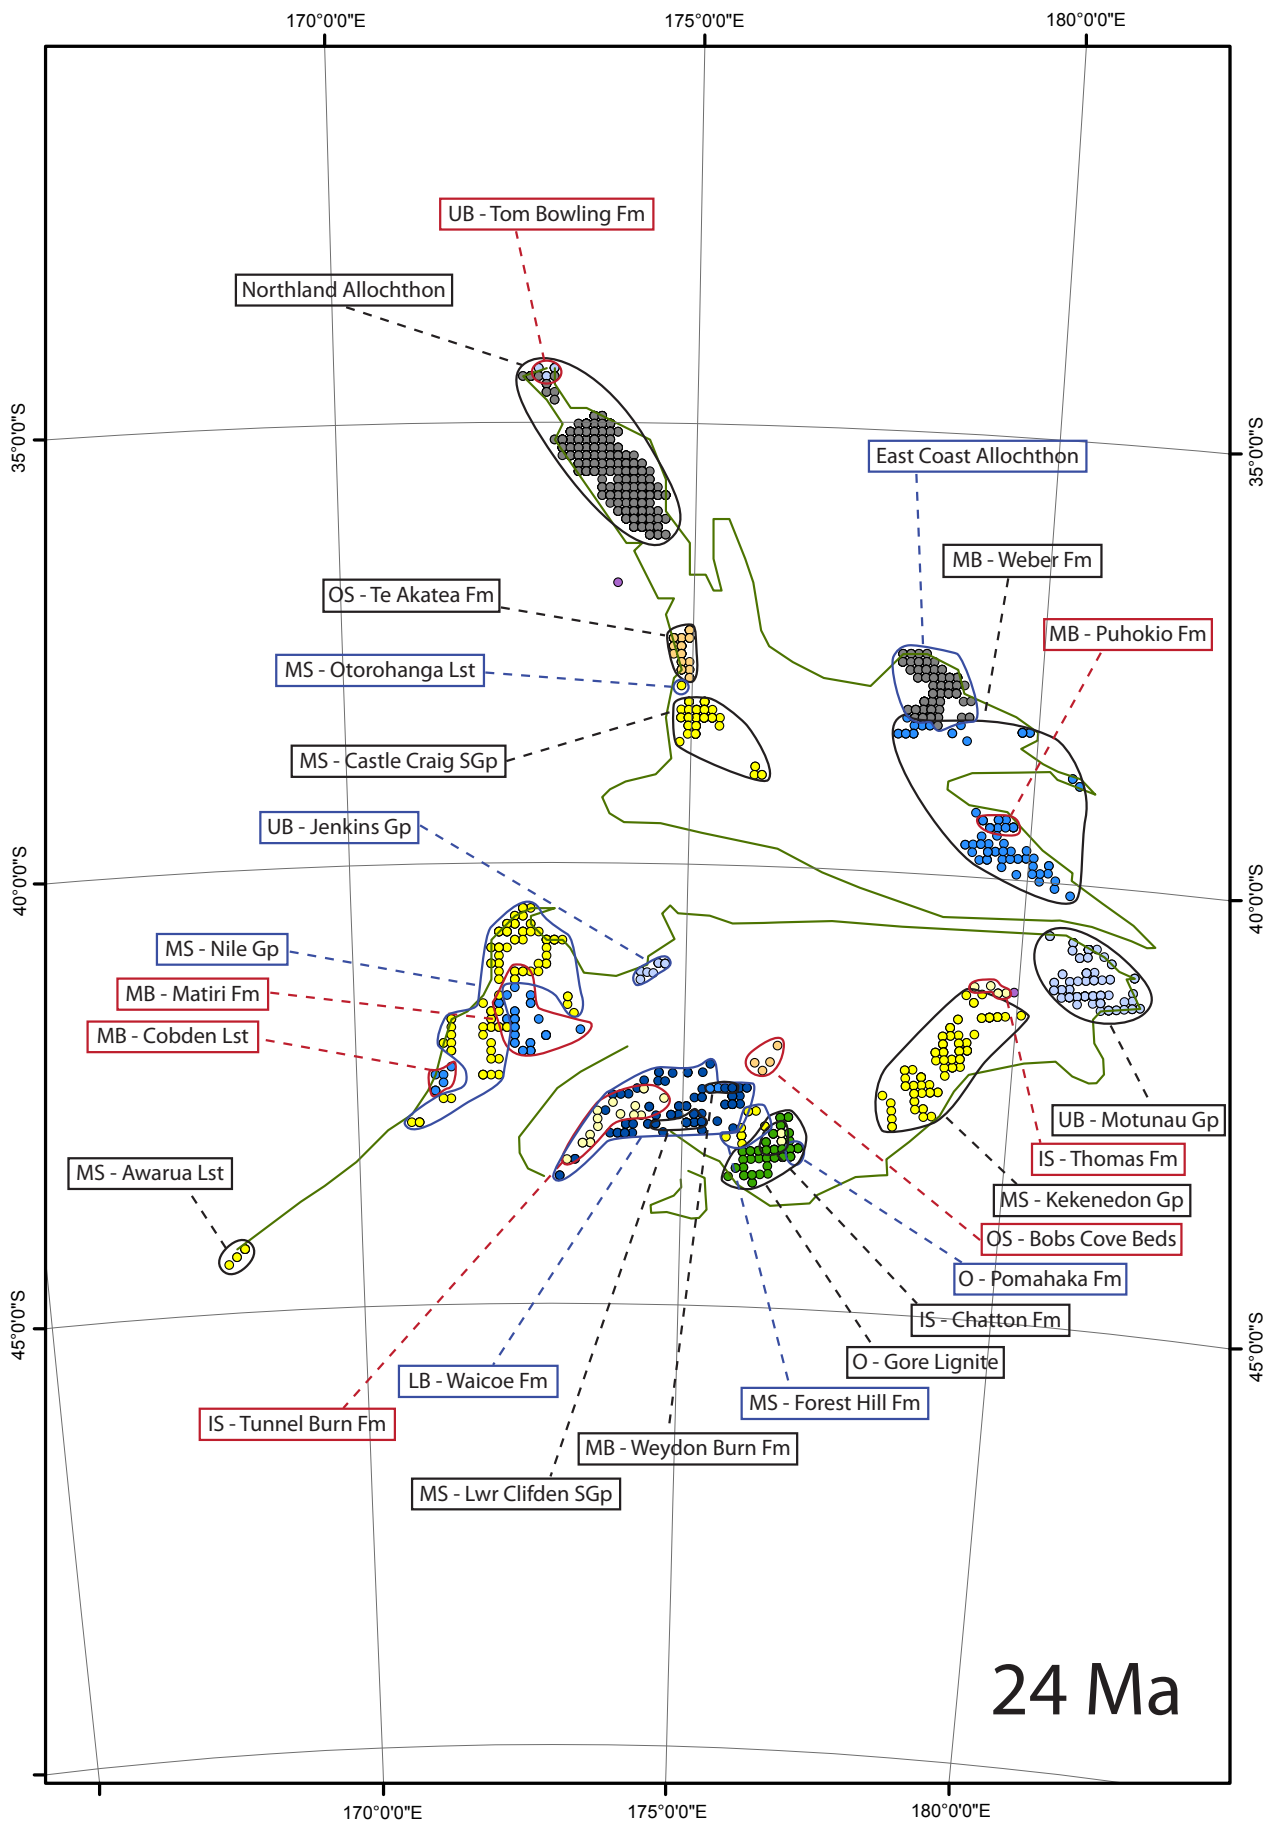 170°0'0"E
175°0'0"E
180°0'0"E
UB - Tom Bowling Fm
Northland Allochthon
35°0'0"S
35°0'0"S
East Coast Allochthon
MB - Weber Fm
OS - Te Akatea Fm
MB - Puhokio Fm
MS - Otorohanga Lst
MS - Castle Craig SGp
UB - Jenkins Gp
40°0'0"S
40°0'0"S
MS - Nile Gp
MB - Matiri Fm
MB - Cobden Lst
UB - Motunau Gp
IS - Thomas Fm
MS - Awarua Lst
MS - Kekenedon Gp
OS - Bobs Cove Beds
O - Pomahaka Fm
IS - Chatton Fm
45°0'0"S
45°0'0"S
O - Gore Lignite
LB - Waicoe Fm
MS - Forest Hill Fm
IS - Tunnel Burn Fm
MB - Weydon Burn Fm
MS - Lwr Clifden SGp
24 Ma
170°0'0"E
175°0'0"E
180°0'0"E